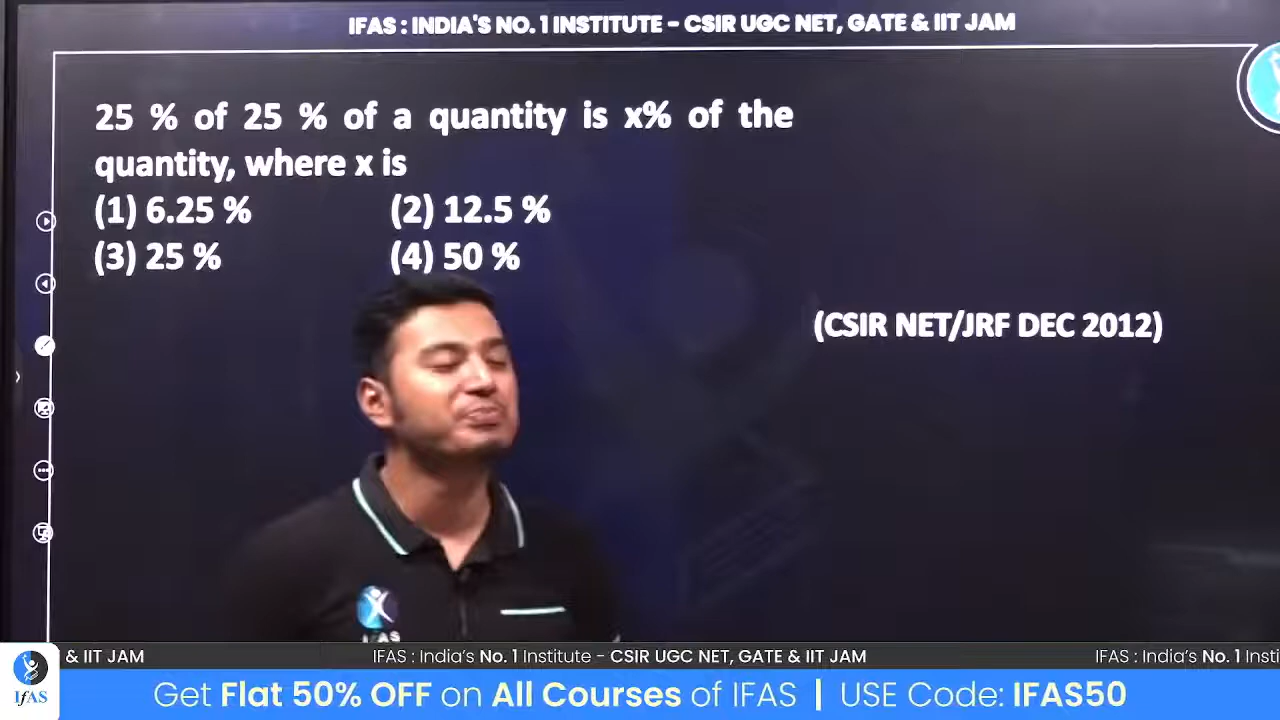 IFAS : INDIA'S NO. 1 INSTITUTE - CSIR UGC NET, GATE & IIT JAM
25 % of 25 % of a quantity is x% of the
quantity, where x is
(1) 6.25 % (2) 12.5 %
(3) 25 % (4) 50 %
(CSIR NET/JRF DEC 2012)
IFAS
& IIT JAM IFAS : India's No. 1 Institute - CSIR UGC NET, GATE & IIT JAM IFAS : India's No. 1 Insti
IfAS
Get Flat 50% OFF on All Courses of IFAS | USE Code: IFAS50